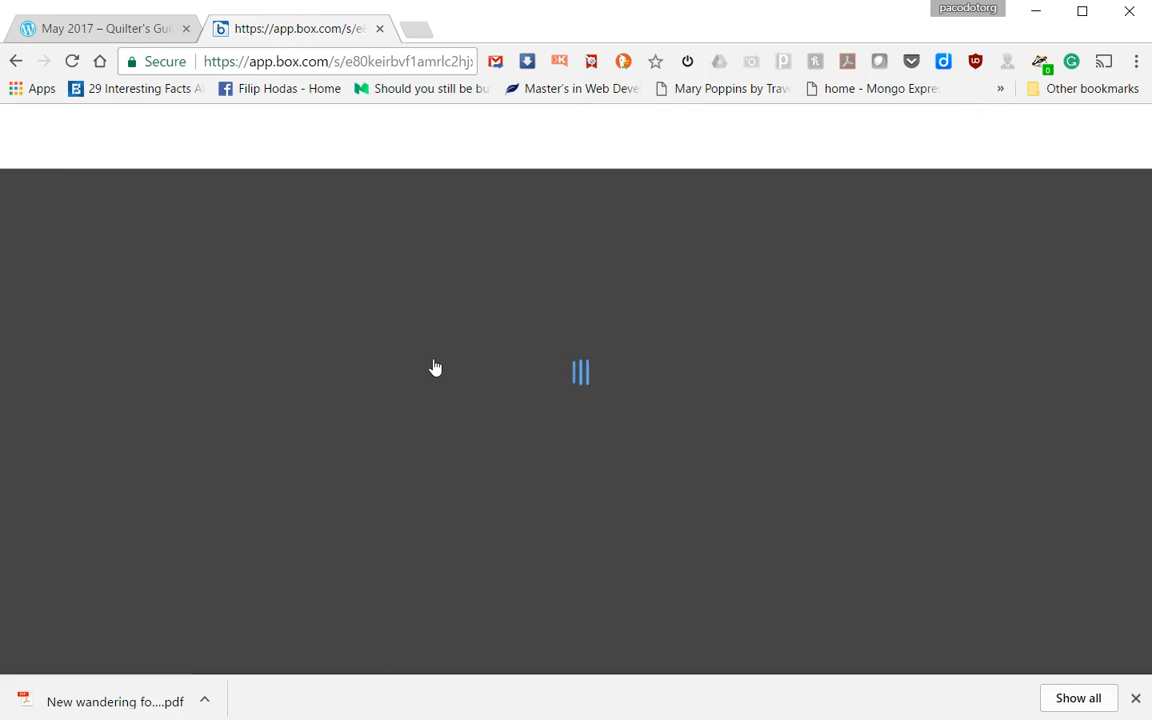 pacodotorg
May 2017 – Quilter's Gui
https://app.box.com/s/e8
Secure https://app.box.com/s/e80keirbvf1amrlc2hj
0
Apps 29 Interesting Facts A Filip Hodas - Home Should you still be bu Master's in Web Deve Mary Poppins by Trav home - Mongo Expre » Other bookmarks
New wandering fo....pdf Show all